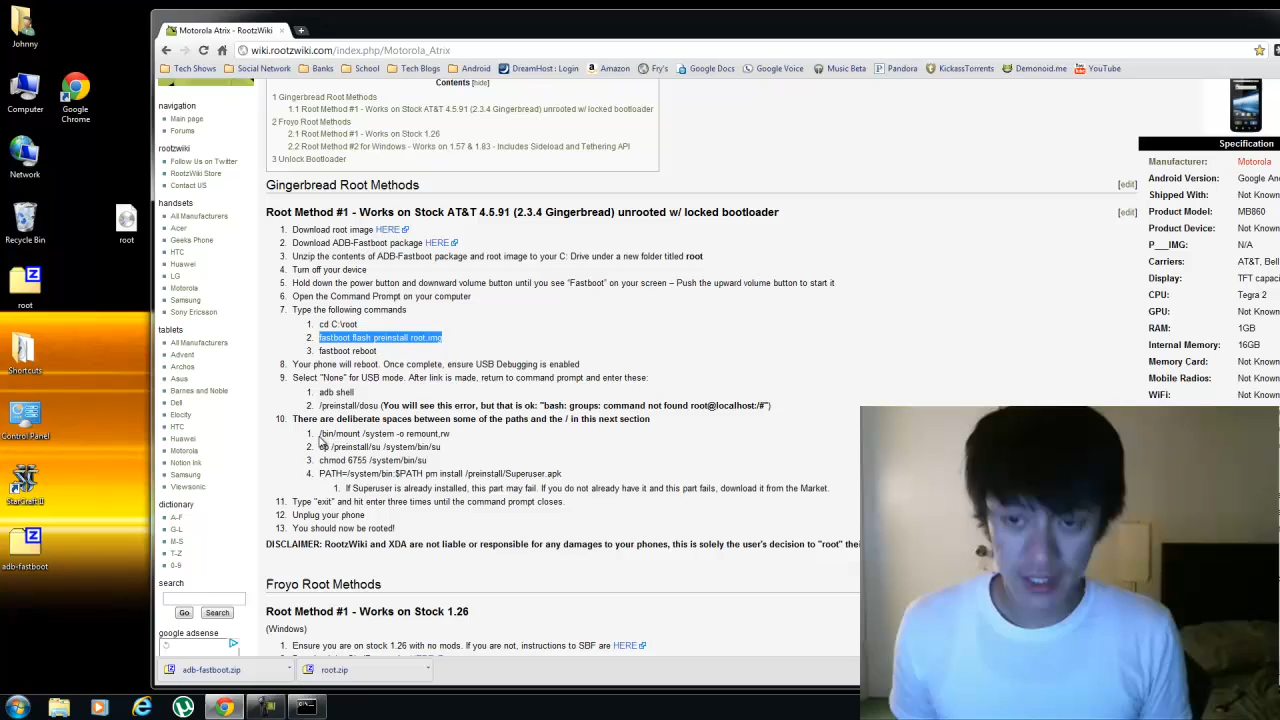 Johnny
Computer
Google Chrome
Network
Recycle Bin
root
root
Shortcuts
Control Panel
StarCraft II
adb-fastboot
Motorola Atrix - RootzWiki
wiki.rootzwiki.com/index.php/Motorola_Atrix
Tech Shows Social Network Banks School Tech Blogs Android DreamHost : Login Amazon Fry's Google Docs Google Voice Music Beta Pandora KickassTorrents Demonoid.me YouTube
navigation
Main page
Forums
rootzwiki
Follow Us on Twitter
RootzWiki Store
Contact US
handsets
All Manufacturers
Acer
Geeks Phone
HTC
Huawei
LG
Motorola
Samsung
Sony Ericsson
tablets
All Manufacturers
Advent
Archos
Asus
Barnes and Noble
Dell
Elocity
HTC
Huawei
Motorola
Notion Ink
Samsung
Viewsonic
dictionary
A-F
G-L
M-S
T-Z
0-9
search
Go Search
google adsense
Contents [hide]
1 Gingerbread Root Methods
1.1 Root Method #1 - Works on Stock AT&T 4.5.91 (2.3.4 Gingerbread) unrooted w/ locked bootloader
2 Froyo Root Methods
2.1 Root Method #1 - Works on Stock 1.26
2.2 Root Method #2 for Windows - Works on 1.57 & 1.83 - Includes Sideload and Tethering API
3 Unlock Bootloader
Gingerbread Root Methods [edit]
Root Method #1 - Works on Stock AT&T 4.5.91 (2.3.4 Gingerbread) unrooted w/ locked bootloader [edit]
1. Download root image HERE
2. Download ADB-Fastboot package HERE
3. Unzip the contents of ADB-Fastboot package and root image to your C: Drive under a new folder titled root
4. Turn off your device
5. Hold down the power button and downward volume button until you see "Fastboot" on your screen – Push the upward volume button to start it
6. Open the Command Prompt on your computer
7. Type the following commands
1. cd C:\root
2. fastboot flash preinstall root.img
3. fastboot reboot
8. Your phone will reboot. Once complete, ensure USB Debugging is enabled
9. Select "None" for USB mode. After link is made, return to command prompt and enter these:
1. adb shell
2. /preinstall/dosu (You will see this error, but that is ok: "bash: groups: command not found root@localhost:/#")
10. There are deliberate spaces between some of the paths and the / in this next section
1. /bin/mount /system -o remount,rw
2. /preinstall/su /system/bin/su
3. chmod 6755 /system/bin/su
4. PATH=/system/bin:$PATH pm install /preinstall/Superuser.apk
1. If Superuser is already installed, this part may fail. If you do not already have it and this part fails, download it from the Market.
11. Type "exit" and hit enter three times until the command prompt closes.
12. Unplug your phone
13. You should now be rooted!
DISCLAIMER: RootzWiki and XDA are not liable or responsible for any damages to your phones, this is solely the user's decision to "root"
Froyo Root Methods
Root Method #1 - Works on Stock 1.26
(Windows)
1. Ensure you are on stock 1.26 with no mods. If you are not, instructions to SBF are HERE
Specification
Manufacturer: Motorola
Android Version: Google
Shipped With: Not Known
Product Model: MB860
Product Device: Not Known
P___IMG: N/A
Carriers: AT&T,
Display: TFT
CPU: Tegra 2
GPU: Not Known
RAM: 1GB
Internal Memory: 16GB
Memory Card: Not Known
Mobile Radios: Not Known
WiFi: Not Known
adb-fastboot.zip root.zip